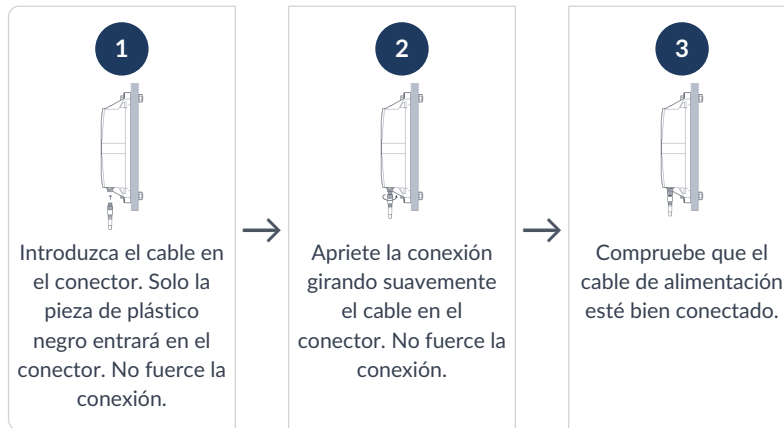 1
Introduzca el cable en
el conector. Solo la
pieza de plástico
negro entrará en el
conector. No fuerce la
conexión.
2
Apriete la conexión
girando suavemente
el cable en el
conector. No fuerce la
conexión.
3
Compruebe que el
cable de alimentación
esté bien conectado.